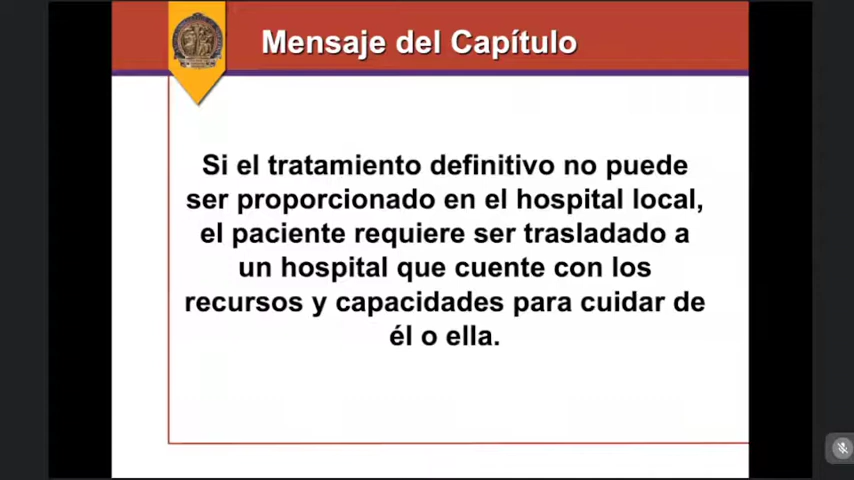 Mensaje del Capítulo
Si el tratamiento definitivo no puede
ser proporcionado en el hospital local,
el paciente requiere ser trasladado a
un hospital que cuente con los
recursos y capacidades para cuidar de
él o ella.